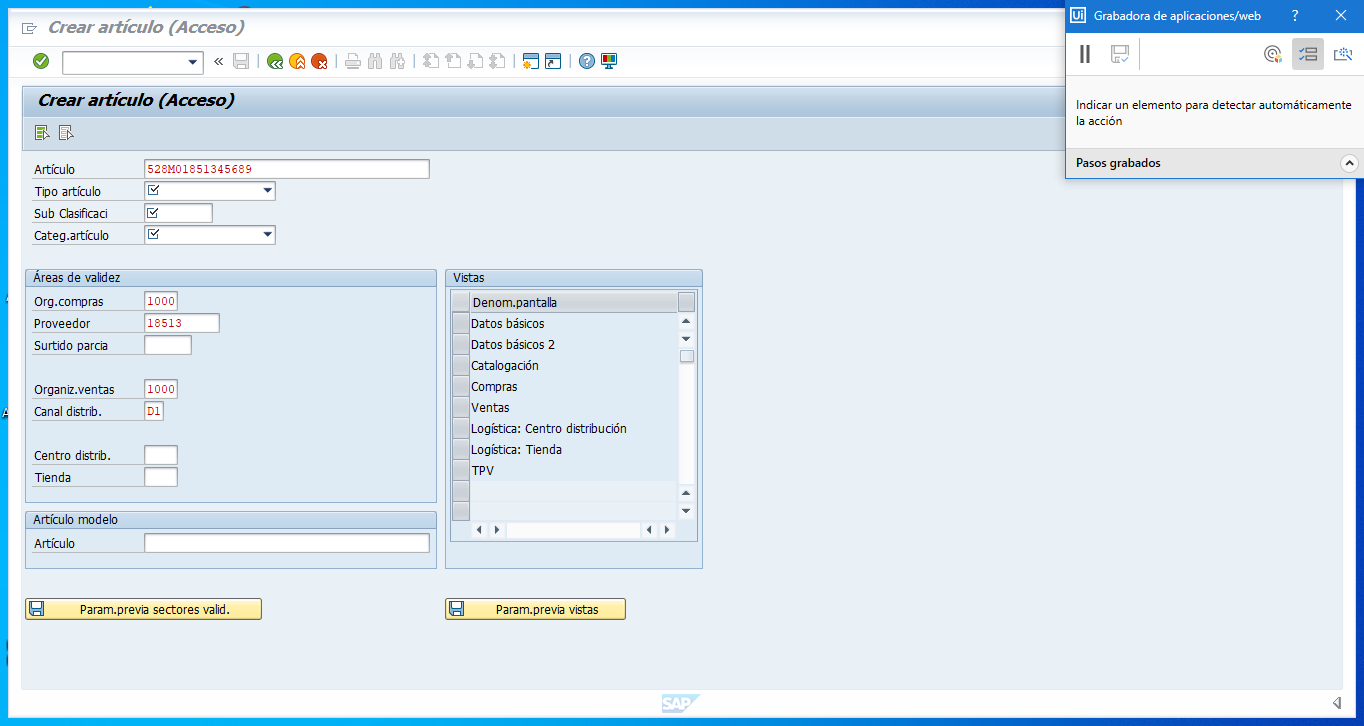 Crear artículo (Acceso)
Ui Grabadora de aplicaciones/web ?
Indicar un elemento para detectar automáticamente
la acción
Pasos grabados
Crear artículo (Acceso)
Artículo 528M01851345689
Tipo artículo
Sub Clasificaci
Categ.artículo
Áreas de validez
Org.compras 1000
Proveedor 18513
Surtido parcia
Organiz.ventas 1000
Canal distrib. D1
Centro distrib.
Tienda
Artículo modelo
Artículo
Vistas
Denom.pantalla
Datos básicos
Datos básicos 2
Catalogación
Compras
Ventas
Logística: Centro distribución
Logística: Tienda
TPV
Param.previa sectores valid.
Param.previa vistas
SAP